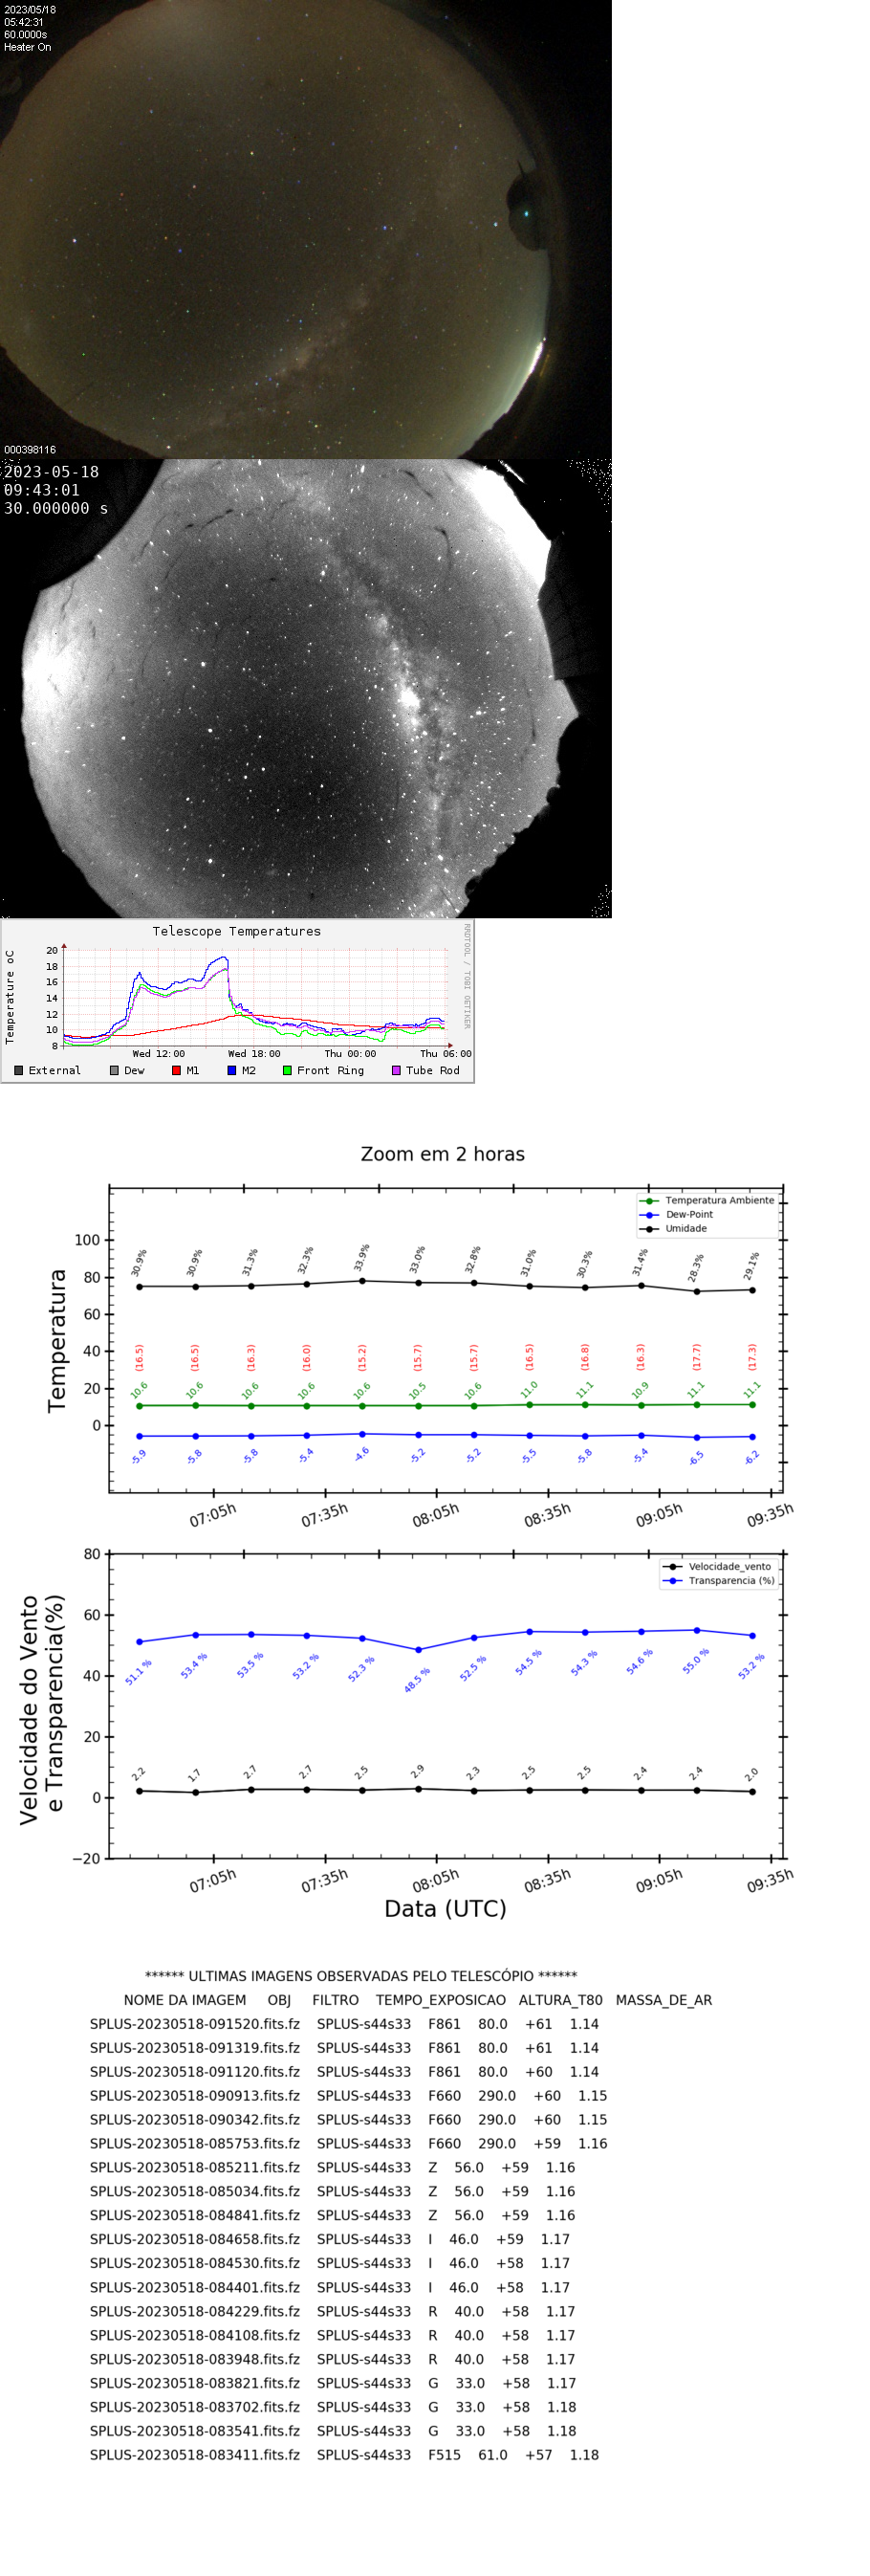 2023/05/18
05:42:31
60.0000s
Heater On
000398116
2023-05-18
09:43:01
30.000000 s
Telescope Temperatures
RRDTOOL / TOBI OETIKER
Temperature oC
20
18
16
14
12
10
8
Wed 12:00 Wed 18:00 Thu 00:00 Thu 06:00
External Dew M1 M2 Front Ring Tube Rod
Zoom em 2 horas
Temperatura Ambiente
Dew-Point
Umidade
Temperatura
100
80
60
40
20
0
30.9% 30.9% 31.3% 32.3% 33.9% 33.0% 32.8% 31.0% 30.3% 31.4% 28.3% 29.1%
(16.5) (16.5) (16.3) (16.0) (15.2) (15.7) (15.7) (16.5) (16.8) (16.3) (17.7) (17.3)
10.6 10.6 10.6 10.6 10.6 10.5 10.6 11.0 11.1 10.9 11.1 11.1
-5.9 -5.8 -5.8 -5.4 -4.6 -5.2 -5.2 -5.5 -5.8 -5.4 -6.5 -6.2
07:05h 07:35h 08:05h 08:35h 09:05h 09:35h
Velocidade_vento
Transparencia (%)
Velocidade do Vento
e Transparencia(%)
80
60
40
20
0
−20
51.1 % 53.4 % 53.5 % 53.2 % 52.3 % 48.5 % 52.5 % 54.5 % 54.3 % 54.6 % 55.0 % 53.2 %
2.2 1.7 2.7 2.7 2.5 2.9 2.3 2.5 2.5 2.4 2.4 2.0
07:05h 07:35h 08:05h 08:35h 09:05h 09:35h
Data (UTC)
****** ULTIMAS IMAGENS OBSERVADAS PELO TELESCÓPIO ******
NOME DA IMAGEM OBJ FILTRO TEMPO_EXPOSICAO ALTURA_T80 MASSA_DE_AR
SPLUS-20230518-091520.fits.fz SPLUS-s44s33 F861 80.0 +61 1.14
SPLUS-20230518-091319.fits.fz SPLUS-s44s33 F861 80.0 +61 1.14
SPLUS-20230518-091120.fits.fz SPLUS-s44s33 F861 80.0 +60 1.14
SPLUS-20230518-090913.fits.fz SPLUS-s44s33 F660 290.0 +60 1.15
SPLUS-20230518-090342.fits.fz SPLUS-s44s33 F660 290.0 +60 1.15
SPLUS-20230518-085753.fits.fz SPLUS-s44s33 F660 290.0 +59 1.16
SPLUS-20230518-085211.fits.fz SPLUS-s44s33 Z 56.0 +59 1.16
SPLUS-20230518-085034.fits.fz SPLUS-s44s33 Z 56.0 +59 1.16
SPLUS-20230518-084841.fits.fz SPLUS-s44s33 Z 56.0 +59 1.16
SPLUS-20230518-084658.fits.fz SPLUS-s44s33 I 46.0 +59 1.17
SPLUS-20230518-084530.fits.fz SPLUS-s44s33 I 46.0 +58 1.17
SPLUS-20230518-084401.fits.fz SPLUS-s44s33 I 46.0 +58 1.17
SPLUS-20230518-084229.fits.fz SPLUS-s44s33 R 40.0 +58 1.17
SPLUS-20230518-084108.fits.fz SPLUS-s44s33 R 40.0 +58 1.17
SPLUS-20230518-083948.fits.fz SPLUS-s44s33 R 40.0 +58 1.17
SPLUS-20230518-083821.fits.fz SPLUS-s44s33 G 33.0 +58 1.17
SPLUS-20230518-083702.fits.fz SPLUS-s44s33 G 33.0 +58 1.18
SPLUS-20230518-083541.fits.fz SPLUS-s44s33 G 33.0 +58 1.18
SPLUS-20230518-083411.fits.fz SPLUS-s44s33 F515 61.0 +57 1.18